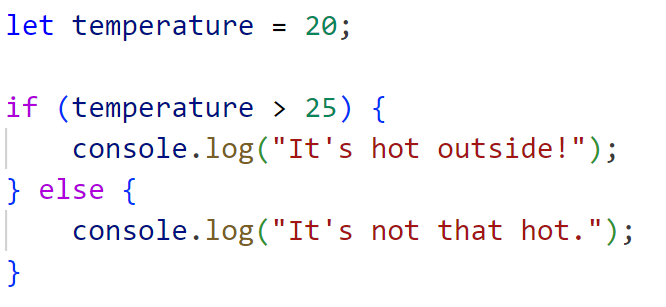 let temperature = 20;

if (temperature > 25) {
    console.log("It's hot outside!");
} else {
    console.log("It's not that hot.");
}